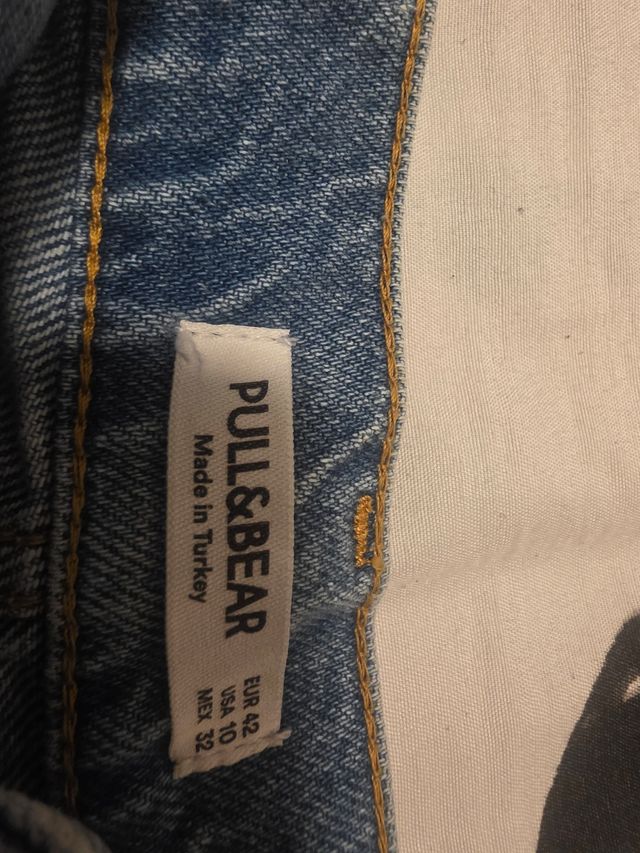 PULL&BEAR
Made in Turkey
EUR 42
USA 10
MEX 32